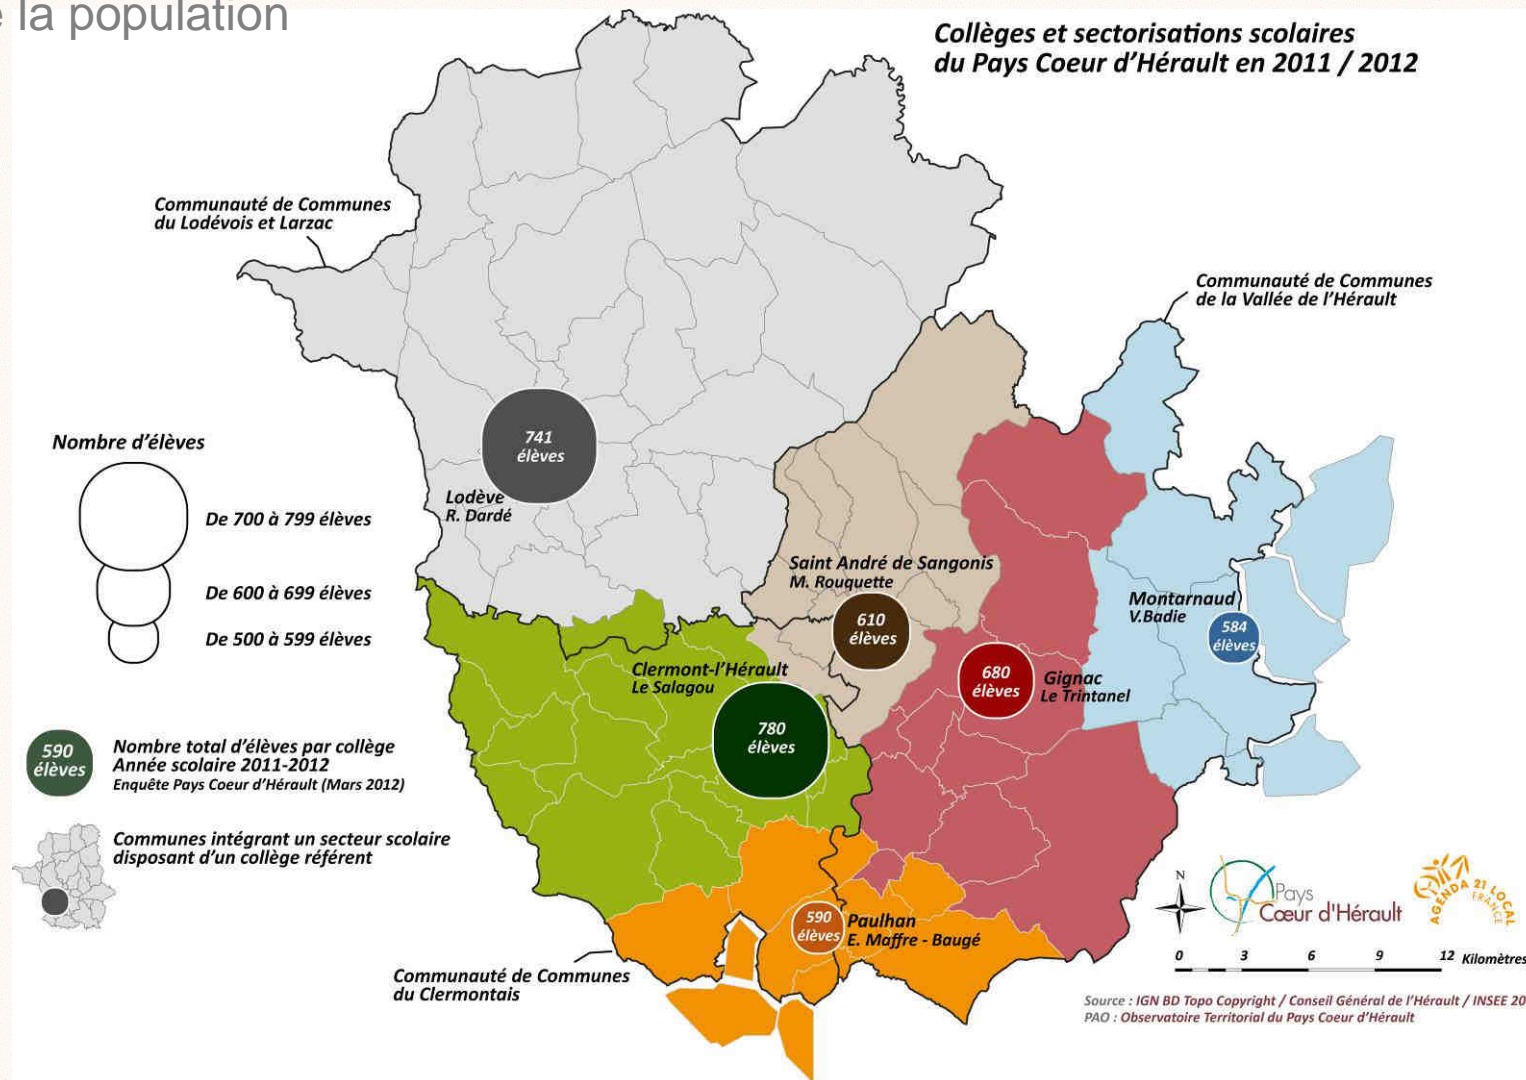 la population
Collèges et sectorisations scolaires
du Pays Coeur d'Hérault en 2011 / 2012
Communauté de Communes
du Lodévois et Larzac
Communauté de Communes
de la Vallée de l'Hérault
Nombre d'élèves
De 700 à 799 élèves
De 600 à 699 élèves
De 500 à 599 élèves
741
élèves
Lodève
R. Dardé
Saint André de Sangonis
M. Rouquette
610
élèves
Montarnaud
V.Badie
584
élèves
Clermont-l'Hérault
Le Salagou
780
élèves
680
élèves
Gignac
Le Trintanel
590
élèves
Nombre total d'élèves par collège
Année scolaire 2011-2012
Enquête Pays Coeur d'Hérault (Mars 2012)
Communes intégrant un secteur scolaire
disposant d'un collège référent
590
élèves
Paulhan
E. Maffre - Baugé
Communauté de Communes
du Clermontais
N
Pays
Cœur d'Hérault
AGENDA 21 LOCAL
FRANCE
0 3 6 9 12 Kilomètres
Source : IGN BD Topo Copyright / Conseil Général de l'Hérault / INSEE 20
PAO : Observatoire Territorial du Pays Coeur d'Hérault